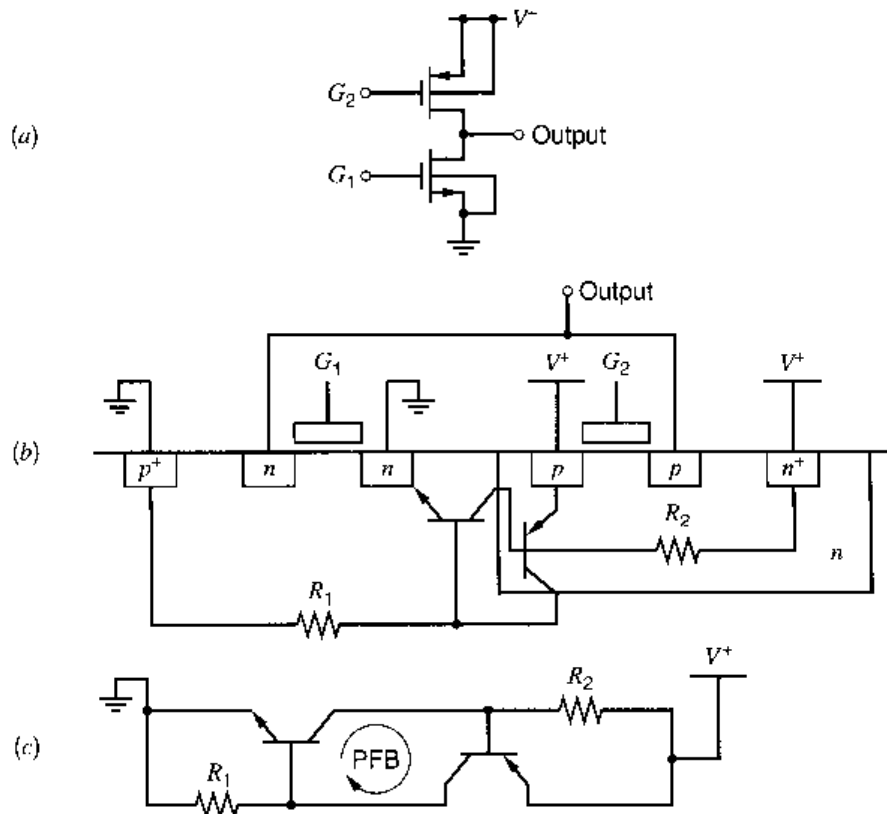 V⁻
G₂
(a)
Output
G₁
Output
G₁ V⁺ G₂ V⁺
(b)
p⁺ n n p p n⁺
R₂
n
R₁
V⁺
R₂
(c)
PFB
R₁